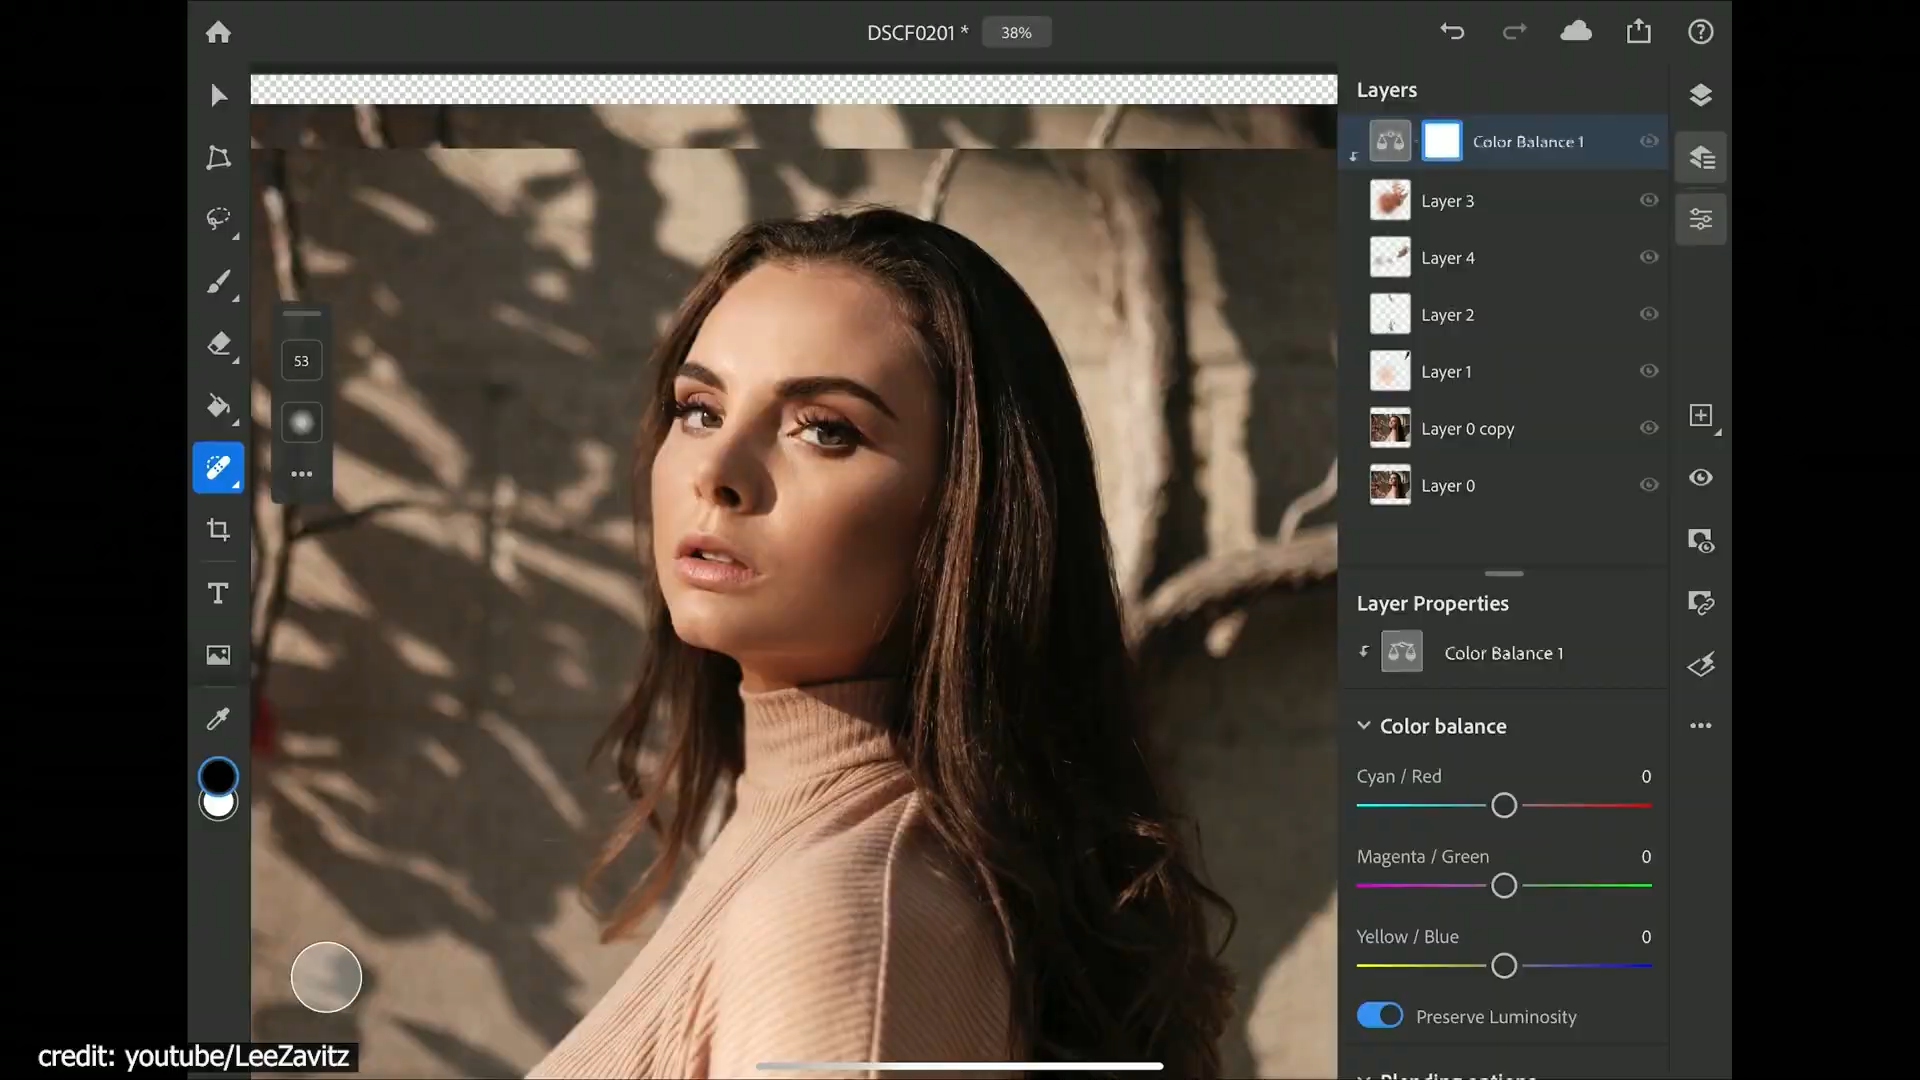 DSCF0201 * 38%
Layers
Color Balance 1
Layer 3
Layer 4
Layer 2
Layer 1
Layer 0 copy
Layer 0
53
Layer Properties
Color Balance 1
Color balance
Cyan / Red 0
Magenta / Green 0
Yellow / Blue 0
Preserve Luminosity
Blending options
credit: youtube/LeeZavitz